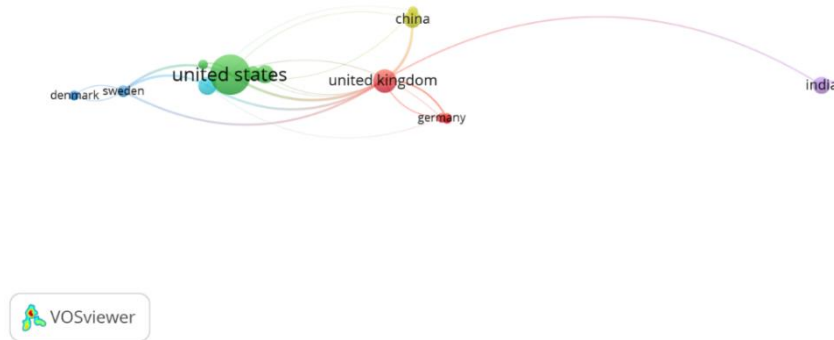 china
united states
united kingdom
india
denmark
sweden
germany
VOSviewer